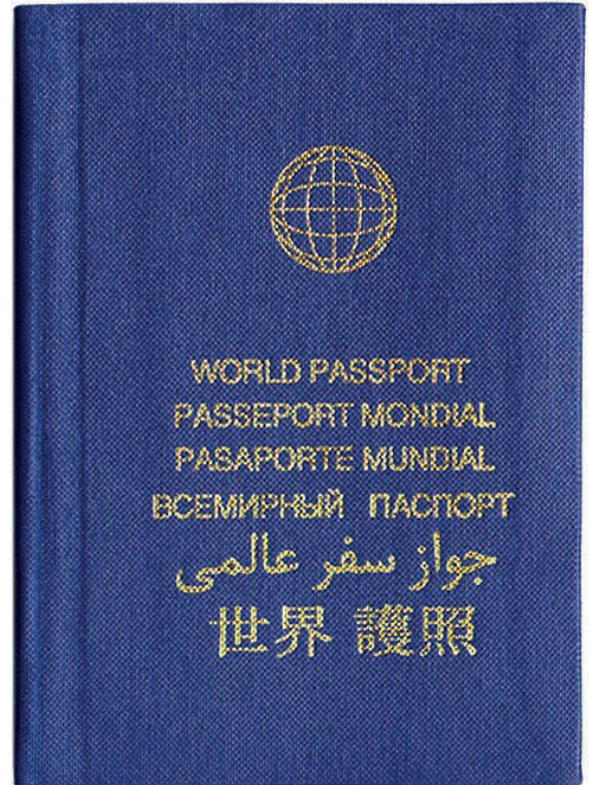 WORLD PASSPORT
PASSEPORT MONDIAL
PASAPORTE MUNDIAL
ВСЕМИРНЫЙ ПАСПОРТ
جواز سفر عالمى
世界 護照